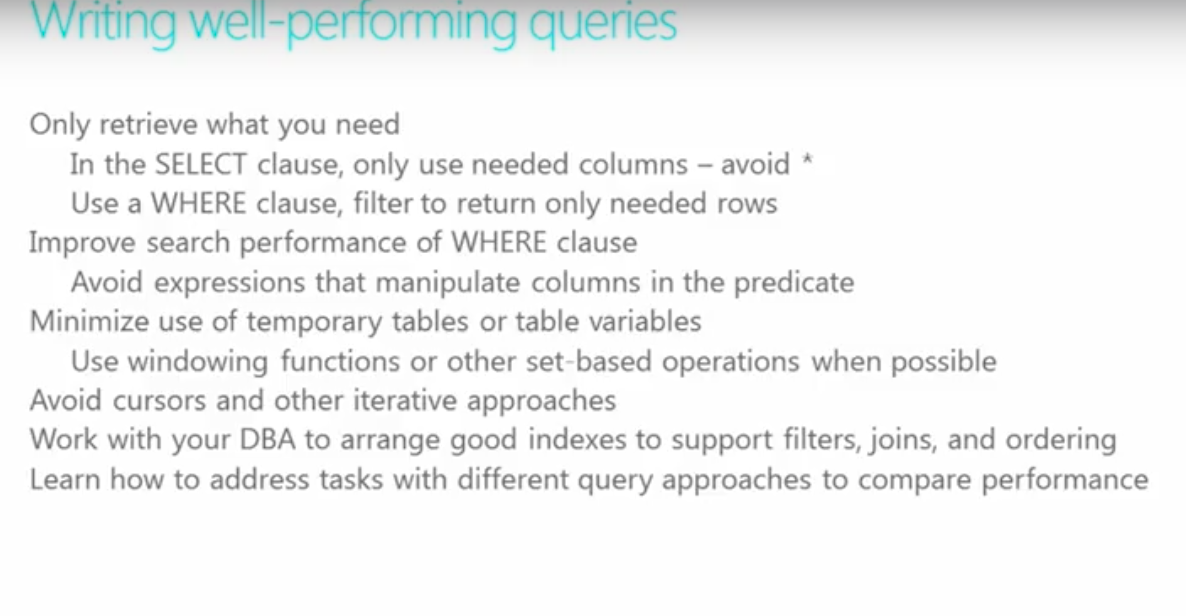 Writing well-performing queries
Only retrieve what you need
In the SELECT clause, only use needed columns – avoid *
Use a WHERE clause, filter to return only needed rows
Improve search performance of WHERE clause
Avoid expressions that manipulate columns in the predicate
Minimize use of temporary tables or table variables
Use windowing functions or other set-based operations when possible
Avoid cursors and other iterative approaches
Work with your DBA to arrange good indexes to support filters, joins, and ordering
Learn how to address tasks with different query approaches to compare performance